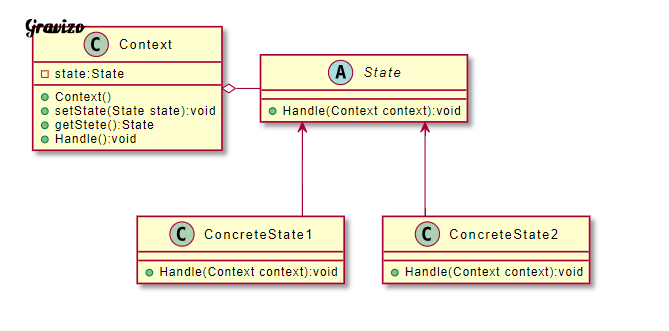 Gravizo
C Context
state:State
Context()
setState(State state):void
getStete():State
Handle():void
A State
Handle(Context context):void
C ConcreteState1
Handle(Context context):void
C ConcreteState2
Handle(Context context):void